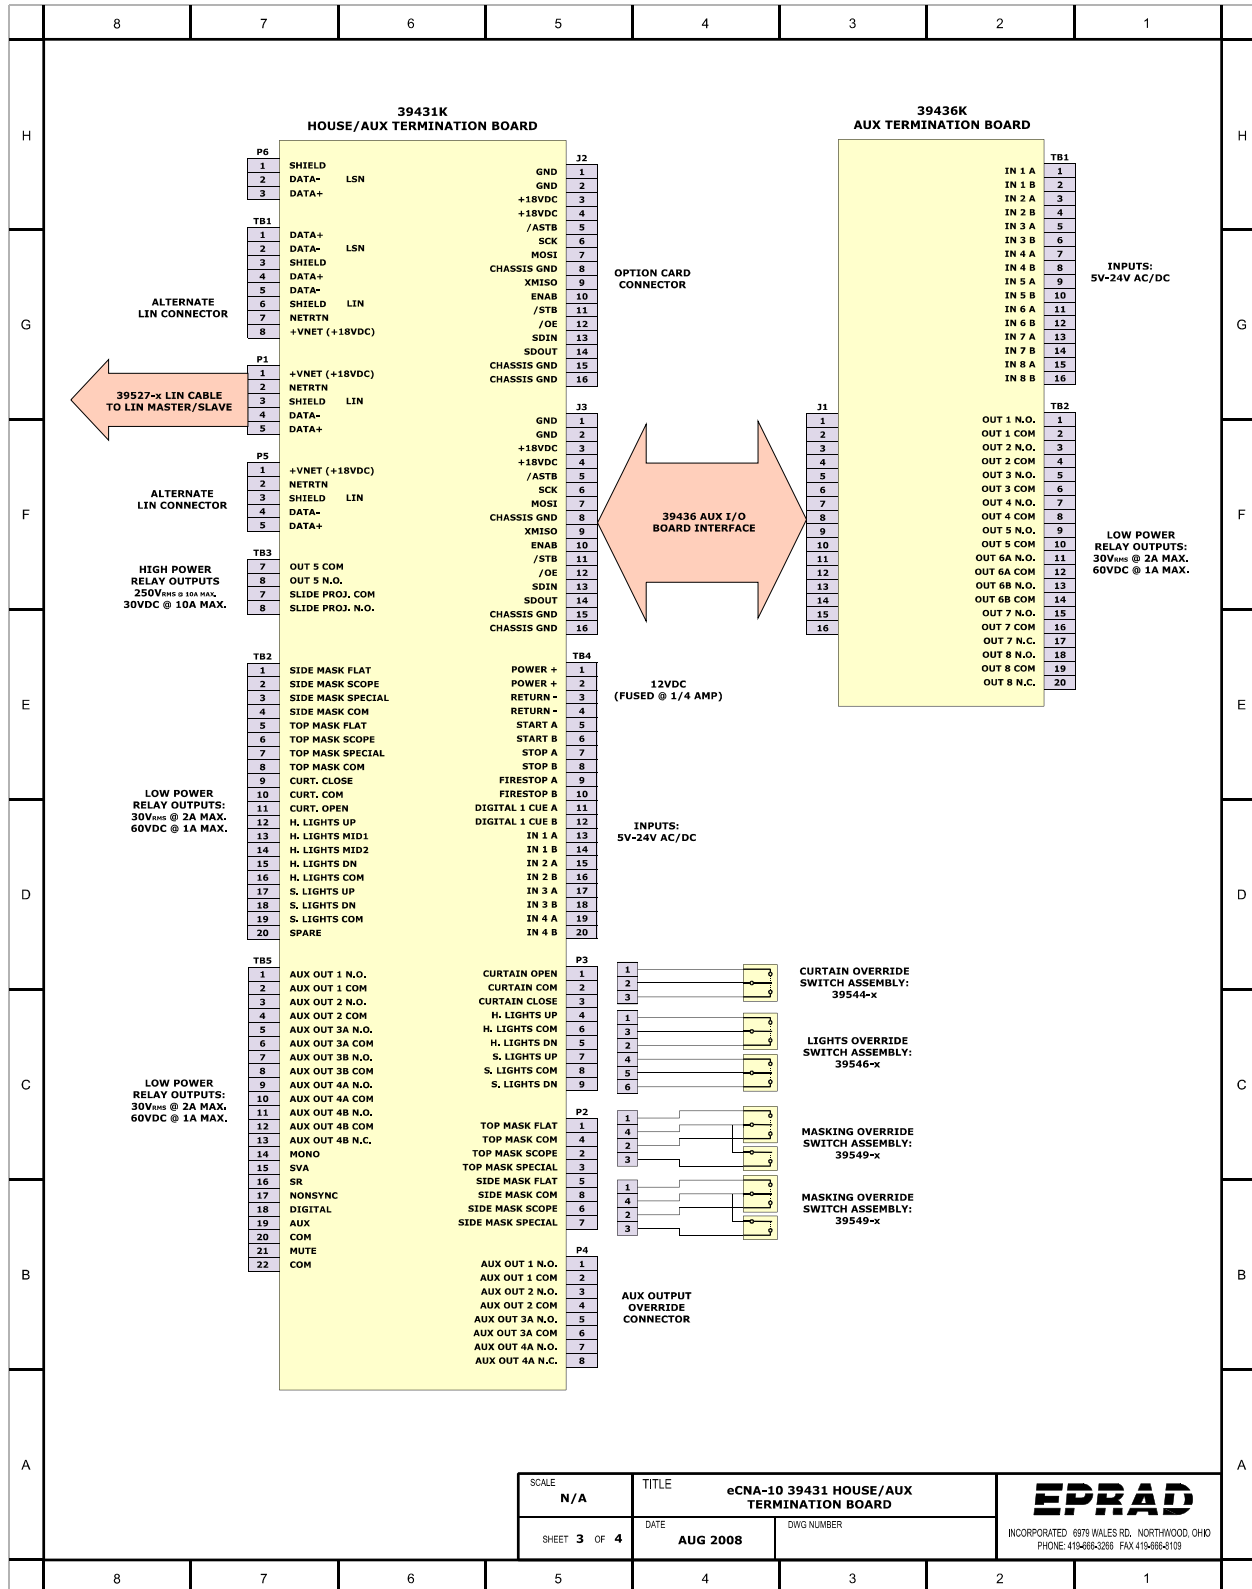 8 7 6 5 4 3 2 1
H H
G G
F F
E E
D D
C C
B B
A A
39431K
HOUSE/AUX TERMINATION BOARD
P6
1 SHIELD
2 DATA- LSN
3 DATA+
TB1
1 DATA+
2 DATA- LSN
3 SHIELD
4 DATA+
5 DATA-
6 SHIELD LIN
7 NETRTN
8 +VNET (+18VDC)
ALTERNATE
LIN CONNECTOR
P1
1 +VNET (+18VDC)
2 NETRTN
3 SHIELD LIN
4 DATA-
5 DATA+
39527-x LIN CABLE
TO LIN MASTER/SLAVE
P5
1 +VNET (+18VDC)
2 NETRTN
3 SHIELD LIN
4 DATA-
5 DATA+
ALTERNATE
LIN CONNECTOR
TB3
7 OUT 5 COM
8 OUT 5 N.O.
7 SLIDE PROJ. COM
8 SLIDE PROJ. N.O.
HIGH POWER
RELAY OUTPUTS
250VRMS @ 10A MAX.
30VDC @ 10A MAX.
TB2
1 SIDE MASK FLAT
2 SIDE MASK SCOPE
3 SIDE MASK SPECIAL
4 SIDE MASK COM
5 TOP MASK FLAT
6 TOP MASK SCOPE
7 TOP MASK SPECIAL
8 TOP MASK COM
9 CURT. CLOSE
10 CURT. COM
11 CURT. OPEN
12 H. LIGHTS UP
13 H. LIGHTS MID1
14 H. LIGHTS MID2
15 H. LIGHTS DN
16 H. LIGHTS COM
17 S. LIGHTS UP
18 S. LIGHTS DN
19 S. LIGHTS COM
20 SPARE
LOW POWER
RELAY OUTPUTS:
30VRMS @ 2A MAX.
60VDC @ 1A MAX.
TB5
1 AUX OUT 1 N.O.
2 AUX OUT 1 COM
3 AUX OUT 2 N.O.
4 AUX OUT 2 COM
5 AUX OUT 3A N.O.
6 AUX OUT 3A COM
7 AUX OUT 3B N.O.
8 AUX OUT 3B COM
9 AUX OUT 4A N.O.
10 AUX OUT 4A COM
11 AUX OUT 4B N.O.
12 AUX OUT 4B COM
13 AUX OUT 4B N.C.
14 MONO
15 SVA
16 SR
17 NONSYNC
18 DIGITAL
19 AUX
20 COM
21 MUTE
22 COM
LOW POWER
RELAY OUTPUTS:
30VRMS @ 2A MAX.
60VDC @ 1A MAX.
J2
GND 1
GND 2
+18VDC 3
+18VDC 4
/ASTB 5
SCK 6
MOSI 7
CHASSIS GND 8
XMISO 9
ENAB 10
/STB 11
/OE 12
SDIN 13
SDOUT 14
CHASSIS GND 15
CHASSIS GND 16
OPTION CARD
CONNECTOR
J3
GND 1
GND 2
+18VDC 3
+18VDC 4
/ASTB 5
SCK 6
MOSI 7
CHASSIS GND 8
XMISO 9
ENAB 10
/STB 11
/OE 12
SDIN 13
SDOUT 14
CHASSIS GND 15
CHASSIS GND 16
39436 AUX I/O
BOARD INTERFACE
TB4
POWER + 1
POWER + 2
RETURN - 3
RETURN - 4
START A 5
START B 6
STOP A 7
STOP B 8
FIRESTOP A 9
FIRESTOP B 10
DIGITAL 1 CUE A 11
DIGITAL 1 CUE B 12
IN 1 A 13
IN 1 B 14
IN 2 A 15
IN 2 B 16
IN 3 A 17
IN 3 B 18
IN 4 A 19
IN 4 B 20
12VDC
(FUSED @ 1/4 AMP)
INPUTS:
5V-24V AC/DC
P3
CURTAIN OPEN 1
CURTAIN COM 2
CURTAIN CLOSE 3
H. LIGHTS UP 4
H. LIGHTS COM 6
H. LIGHTS DN 5
S. LIGHTS UP 7
S. LIGHTS COM 8
S. LIGHTS DN 9
1
2
3
CURTAIN OVERRIDE
SWITCH ASSEMBLY:
39544-x
1
3
2
4
5
6
LIGHTS OVERRIDE
SWITCH ASSEMBLY:
39546-x
P2
TOP MASK FLAT 1
TOP MASK COM 4
TOP MASK SCOPE 2
TOP MASK SPECIAL 3
SIDE MASK FLAT 5
SIDE MASK COM 8
SIDE MASK SCOPE 6
SIDE MASK SPECIAL 7
1
4
2
3
MASKING OVERRIDE
SWITCH ASSEMBLY:
39549-x
1
4
2
3
MASKING OVERRIDE
SWITCH ASSEMBLY:
39549-x
P4
AUX OUT 1 N.O. 1
AUX OUT 1 COM 2
AUX OUT 2 N.O. 3
AUX OUT 2 COM 4
AUX OUT 3A N.O. 5
AUX OUT 3A COM 6
AUX OUT 4A N.O. 7
AUX OUT 4A N.C. 8
AUX OUTPUT
OVERRIDE
CONNECTOR
39436K
AUX TERMINATION BOARD
J1
1
2
3
4
5
6
7
8
9
10
11
12
13
14
15
16
TB1
IN 1 A 1
IN 1 B 2
IN 2 A 3
IN 2 B 4
IN 3 A 5
IN 3 B 6
IN 4 A 7
IN 4 B 8
IN 5 A 9
IN 5 B 10
IN 6 A 11
IN 6 B 12
IN 7 A 13
IN 7 B 14
IN 8 A 15
IN 8 B 16
INPUTS:
5V-24V AC/DC
TB2
OUT 1 N.O. 1
OUT 1 COM 2
OUT 2 N.O. 3
OUT 2 COM 4
OUT 3 N.O. 5
OUT 3 COM 6
OUT 4 N.O. 7
OUT 4 COM 8
OUT 5 N.O. 9
OUT 5 COM 10
OUT 6A N.O. 11
OUT 6A COM 12
OUT 6B N.O. 13
OUT 6B COM 14
OUT 7 N.O. 15
OUT 7 COM 16
OUT 7 N.C. 17
OUT 8 N.O. 18
OUT 8 COM 19
OUT 8 N.C. 20
LOW POWER
RELAY OUTPUTS:
30VRMS @ 2A MAX.
60VDC @ 1A MAX.
SCALE
N/A
SHEET 3 OF 4
TITLE
eCNA-10 39431 HOUSE/AUX
TERMINATION BOARD
DATE
AUG 2008
DWG NUMBER
EPRAD
INCORPORATED 6979 WALES RD. NORTHWOOD, OHIO
PHONE: 419-666-3266 FAX 419-666-8109
8 7 6 5 4 3 2 1